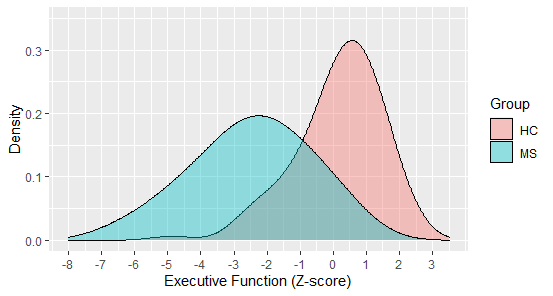 0.3
0.2
0.1
0.0
Density
-8 -7 -6 -5 -4 -3 -2 -1 0 1 2 3
Executive Function (Z-score)
Group
HC
MS